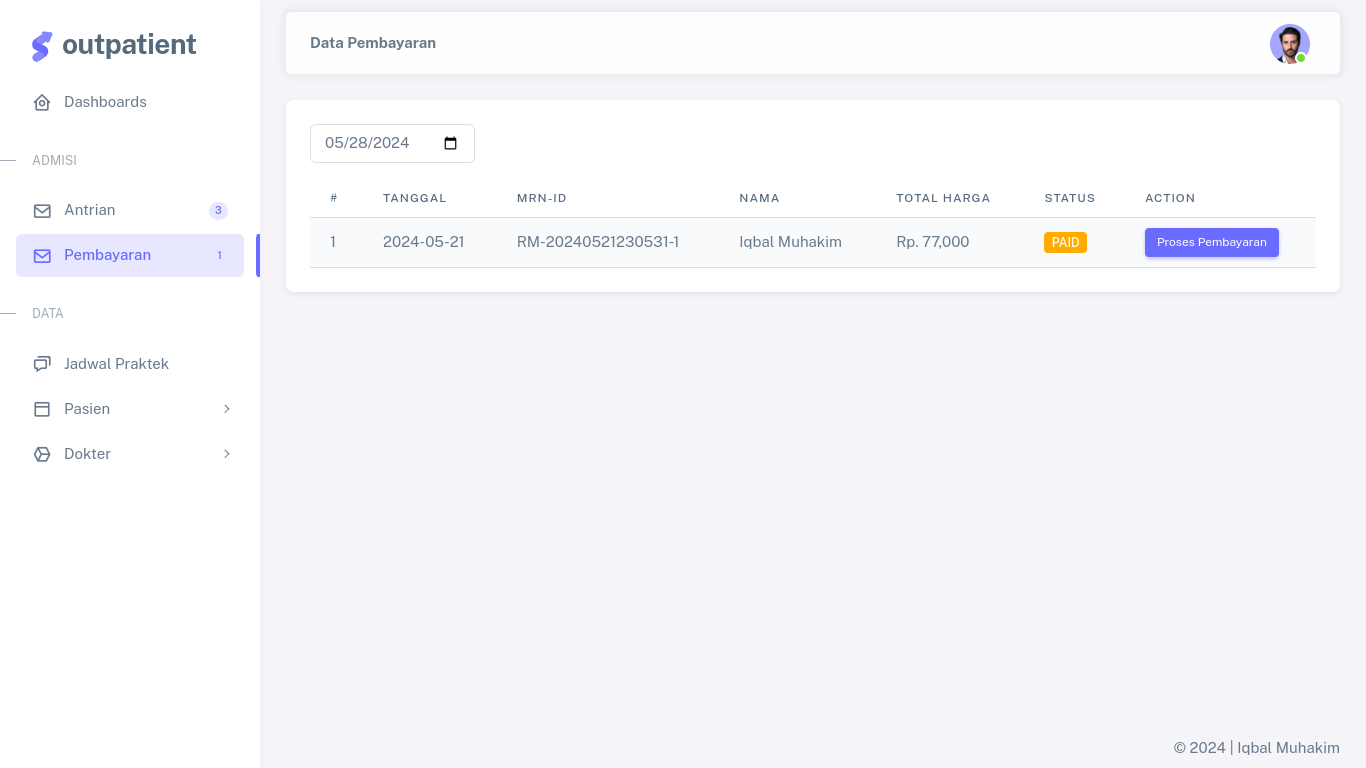 outpatient
Dashboards
ADMISI
Antrian 3
Pembayaran 1
DATA
Jadwal Praktek
Pasien
Dokter
Data Pembayaran
05/28/2024
# TANGGAL MRN-ID NAMA TOTAL HARGA STATUS ACTION
1 2024-05-21 RM-20240521230531-1 Iqbal Muhakim Rp. 77,000 PAID Proses Pembayaran
© 2024 | Iqbal Muhakim